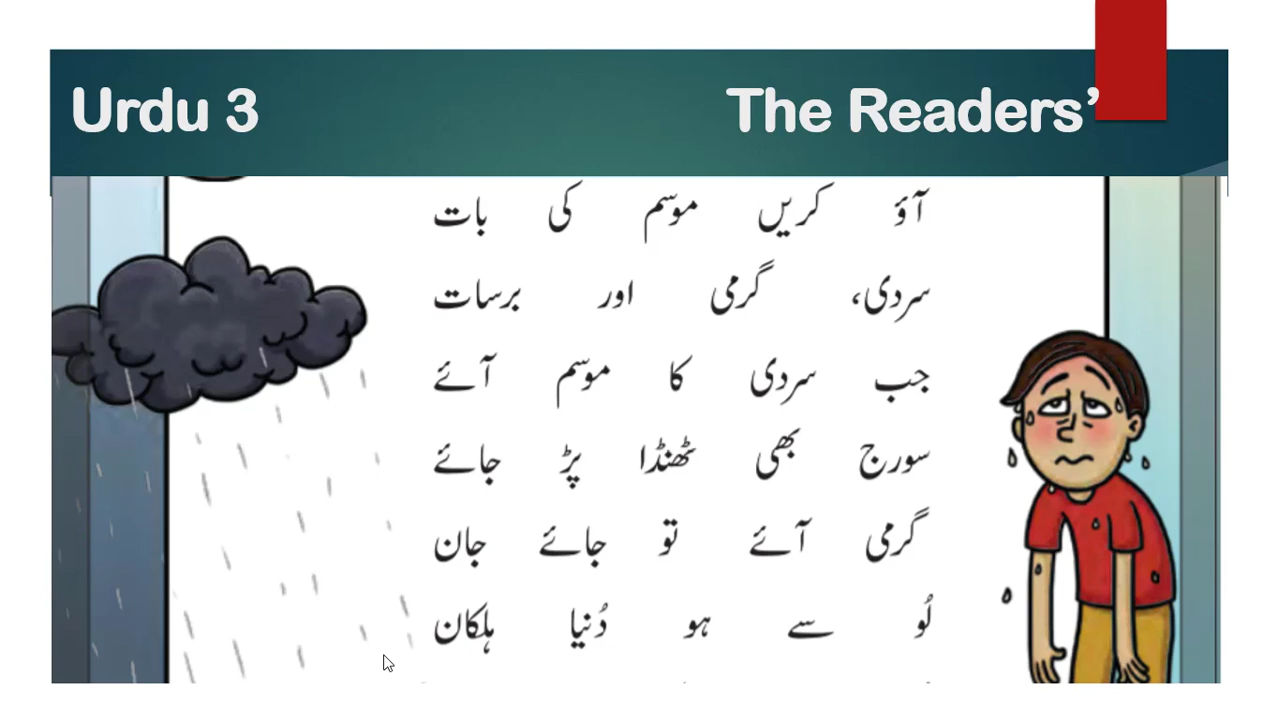 Urdu 3 The Readers’
آؤ کریں موسم کی بات
سردی، گرمی اور برسات
جب سردی کا موسم آئے
سورج بھی ٹھنڈا پڑ جائے
گرمی آئے تو جائے جان
لُو سے ہو دُنیا ہلکان